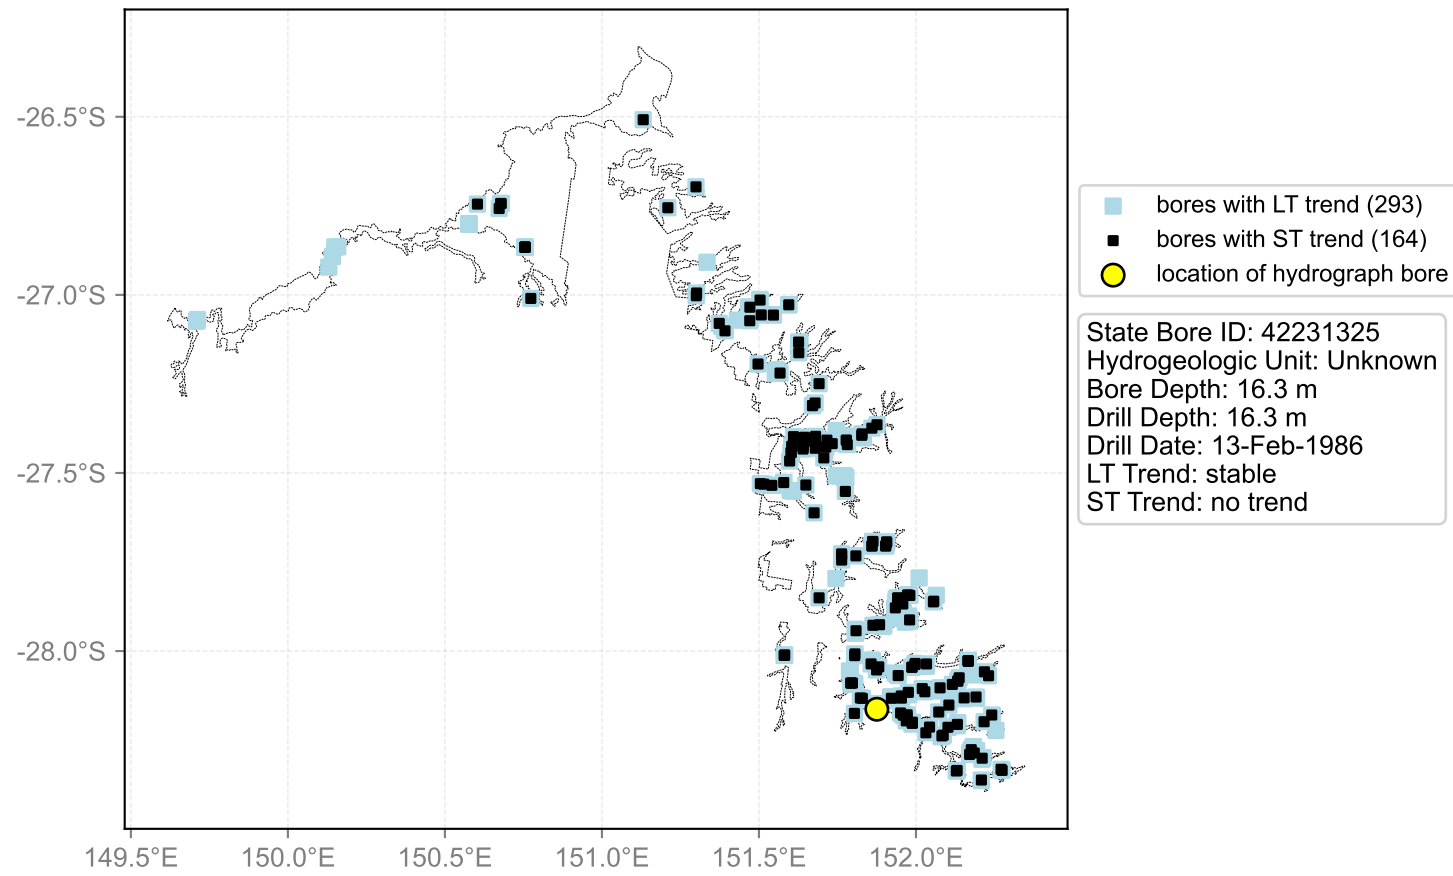 -26.5°S
-27.0°S
-27.5°S
-28.0°S
149.5°E 150.0°E 150.5°E 151.0°E 151.5°E 152.0°E
bores with LT trend (293)
bores with ST trend (164)
location of hydrograph bore
State Bore ID: 42231325
Hydrogeologic Unit: Unknown
Bore Depth: 16.3 m
Drill Depth: 16.3 m
Drill Date: 13-Feb-1986
LT Trend: stable
ST Trend: no trend